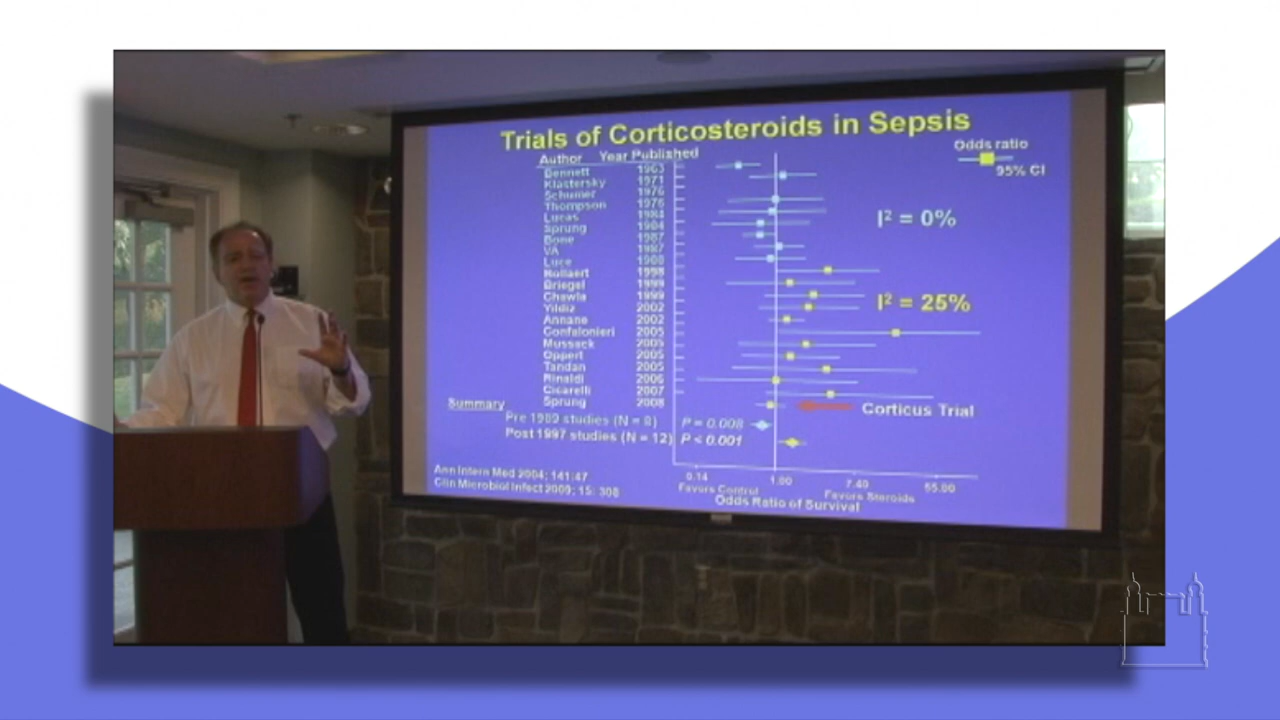 Trials of Corticosteroids in Sepsis
Odds ratio
95% CI
Author Year Published
Bennett 1963
Klastersky 1971
Schumer 1976
Thompson 1976
Lucas 1984
Sprung 1984
Bone 1987
VA 1987
Luce 1988
Bollaert 1998
Briegel 1999
Chawla 1999
Yildiz 2002
Annane 2002
Confalonieri 2005
Mussack 2005
Oppert 2005
Tandan 2005
Rinaldi 2006
Cicarelli 2007
Sprung 2008
I² = 0%
I² = 25%
Corticus Trial
Summary
Pre 1989 studies (N = 8) P = 0.008
Post 1997 studies (N = 12) P < 0.001
0.14 1.00 7.40 55.00
Favors Control Favors Steroids
Odds Ratio of Survival
Ann Intern Med 2004; 141:47
Clin Microbiol Infect 2009; 15: 308